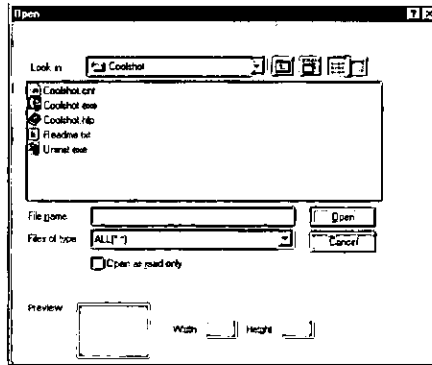 Open
Look in
Coolshot
Coolshot.cnt
Coolshot.exe
Coolshot.hlp
Readme.txt
Uninst.exe
File name
Open
Files of type
ALL(*.*)
Cancel
Open as read only
Preview
Width
Height